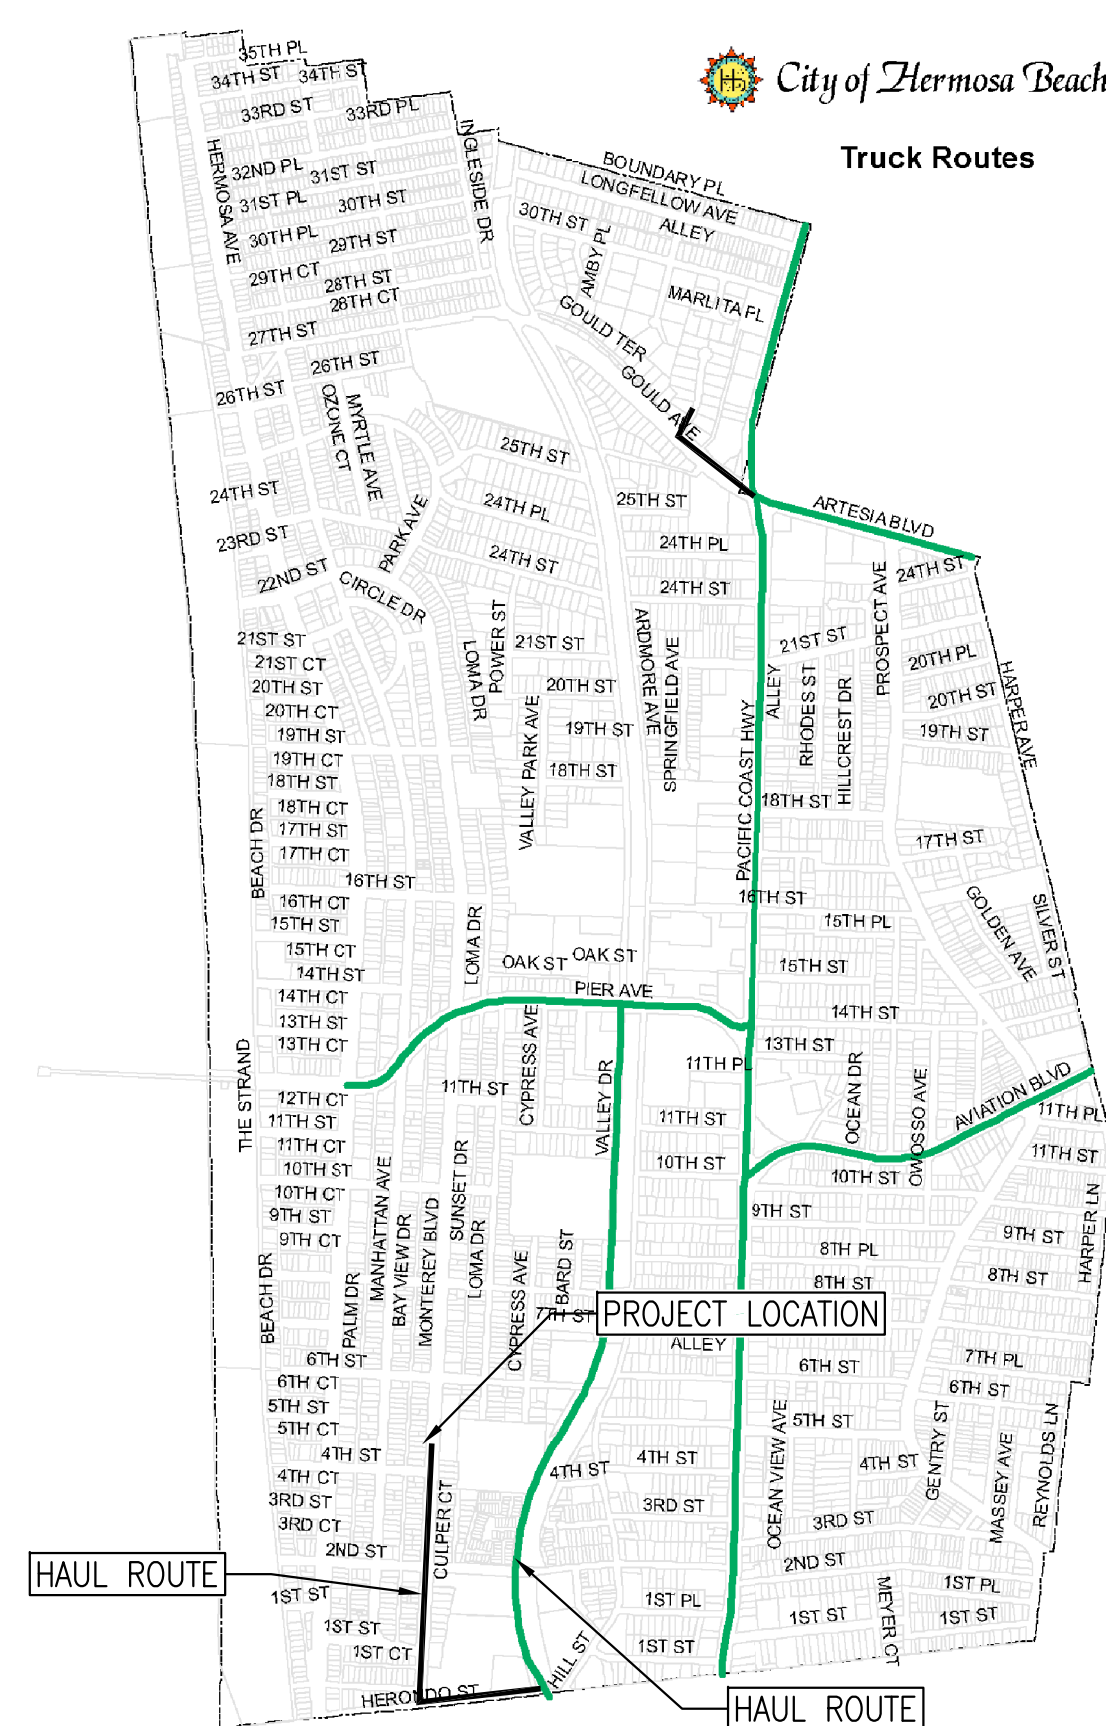 City of Hermosa Beach
Truck Routes
35TH PL
34TH ST
34TH ST
33RD ST
33RD PL
INGLESIDE DR
HERMOSA AVE
32ND PL
31ST ST
31ST PL
30TH ST
30TH PL
29TH ST
29TH CT
28TH ST
28TH CT
27TH ST
26TH ST
26TH ST
BOUNDARY PL
LONGFELLOW AVE
ALLEY
30TH ST
AMBY PL
MARLITA PL
GOULD TER
GOULD AVE
OZONE CT
MYRTLE AVE
25TH ST
24TH ST
24TH PL
25TH ST
ARTESIA BLVD
23RD ST
PARK AVE
24TH ST
24TH PL
22ND ST
CIRCLE DR
24TH ST
24TH ST
PROSPECT AVE
21ST ST
21ST CT
20TH ST
20TH CT
19TH ST
19TH CT
18TH ST
18TH CT
17TH ST
17TH CT
BEACH DR
LOMA DR
POWER ST
21ST ST
20TH ST
19TH ST
18TH ST
VALLEY PARK AVE
ARDMORE AVE
SPRINGFIELD AVE
PACIFIC COAST HWY
ALLEY
21ST ST
RHODES ST
HILLCREST DR
20TH PL
20TH ST
19TH ST
HARPER AVE
18TH ST
17TH ST
16TH ST
16TH CT
15TH ST
15TH CT
14TH ST
14TH CT
13TH ST
13TH CT
LOMA DR
OAK ST
OAK ST
PIER AVE
16TH ST
15TH PL
15TH ST
14TH ST
13TH ST
GOLDEN AVE
SILVER ST
THE STRAND
12TH CT
11TH ST
11TH CT
10TH ST
10TH CT
9TH ST
9TH CT
11TH ST
CYPRESS AVE
VALLEY DR
11TH PL
11TH ST
10TH ST
OCEAN DR
OWOSSO AVE
AVIATION BLVD
11TH PL
11TH ST
10TH ST
9TH ST
8TH PL
8TH ST
9TH ST
8TH ST
HARPER LN
BEACH DR
PALM DR
MANHATTAN AVE
BAY VIEW DR
MONTEREY BLVD
SUNSET DR
LOMA DR
CYPRESS AVE
BARD ST
7TH ST
PROJECT LOCATION
ALLEY
6TH ST
6TH CT
5TH ST
5TH CT
4TH ST
4TH CT
3RD ST
3RD CT
2ND ST
6TH ST
7TH PL
6TH ST
OCEAN VIEW AVE
5TH ST
4TH ST
GENTRY ST
MASSEY AVE
REYNOLDS LN
4TH ST
4TH ST
3RD ST
3RD ST
2ND ST
CULPER CT
HAUL ROUTE
1ST ST
1ST ST
1ST CT
HERONDO ST
HILL ST
1ST PL
1ST ST
1ST ST
MEYER CT
1ST PL
1ST ST
HAUL ROUTE